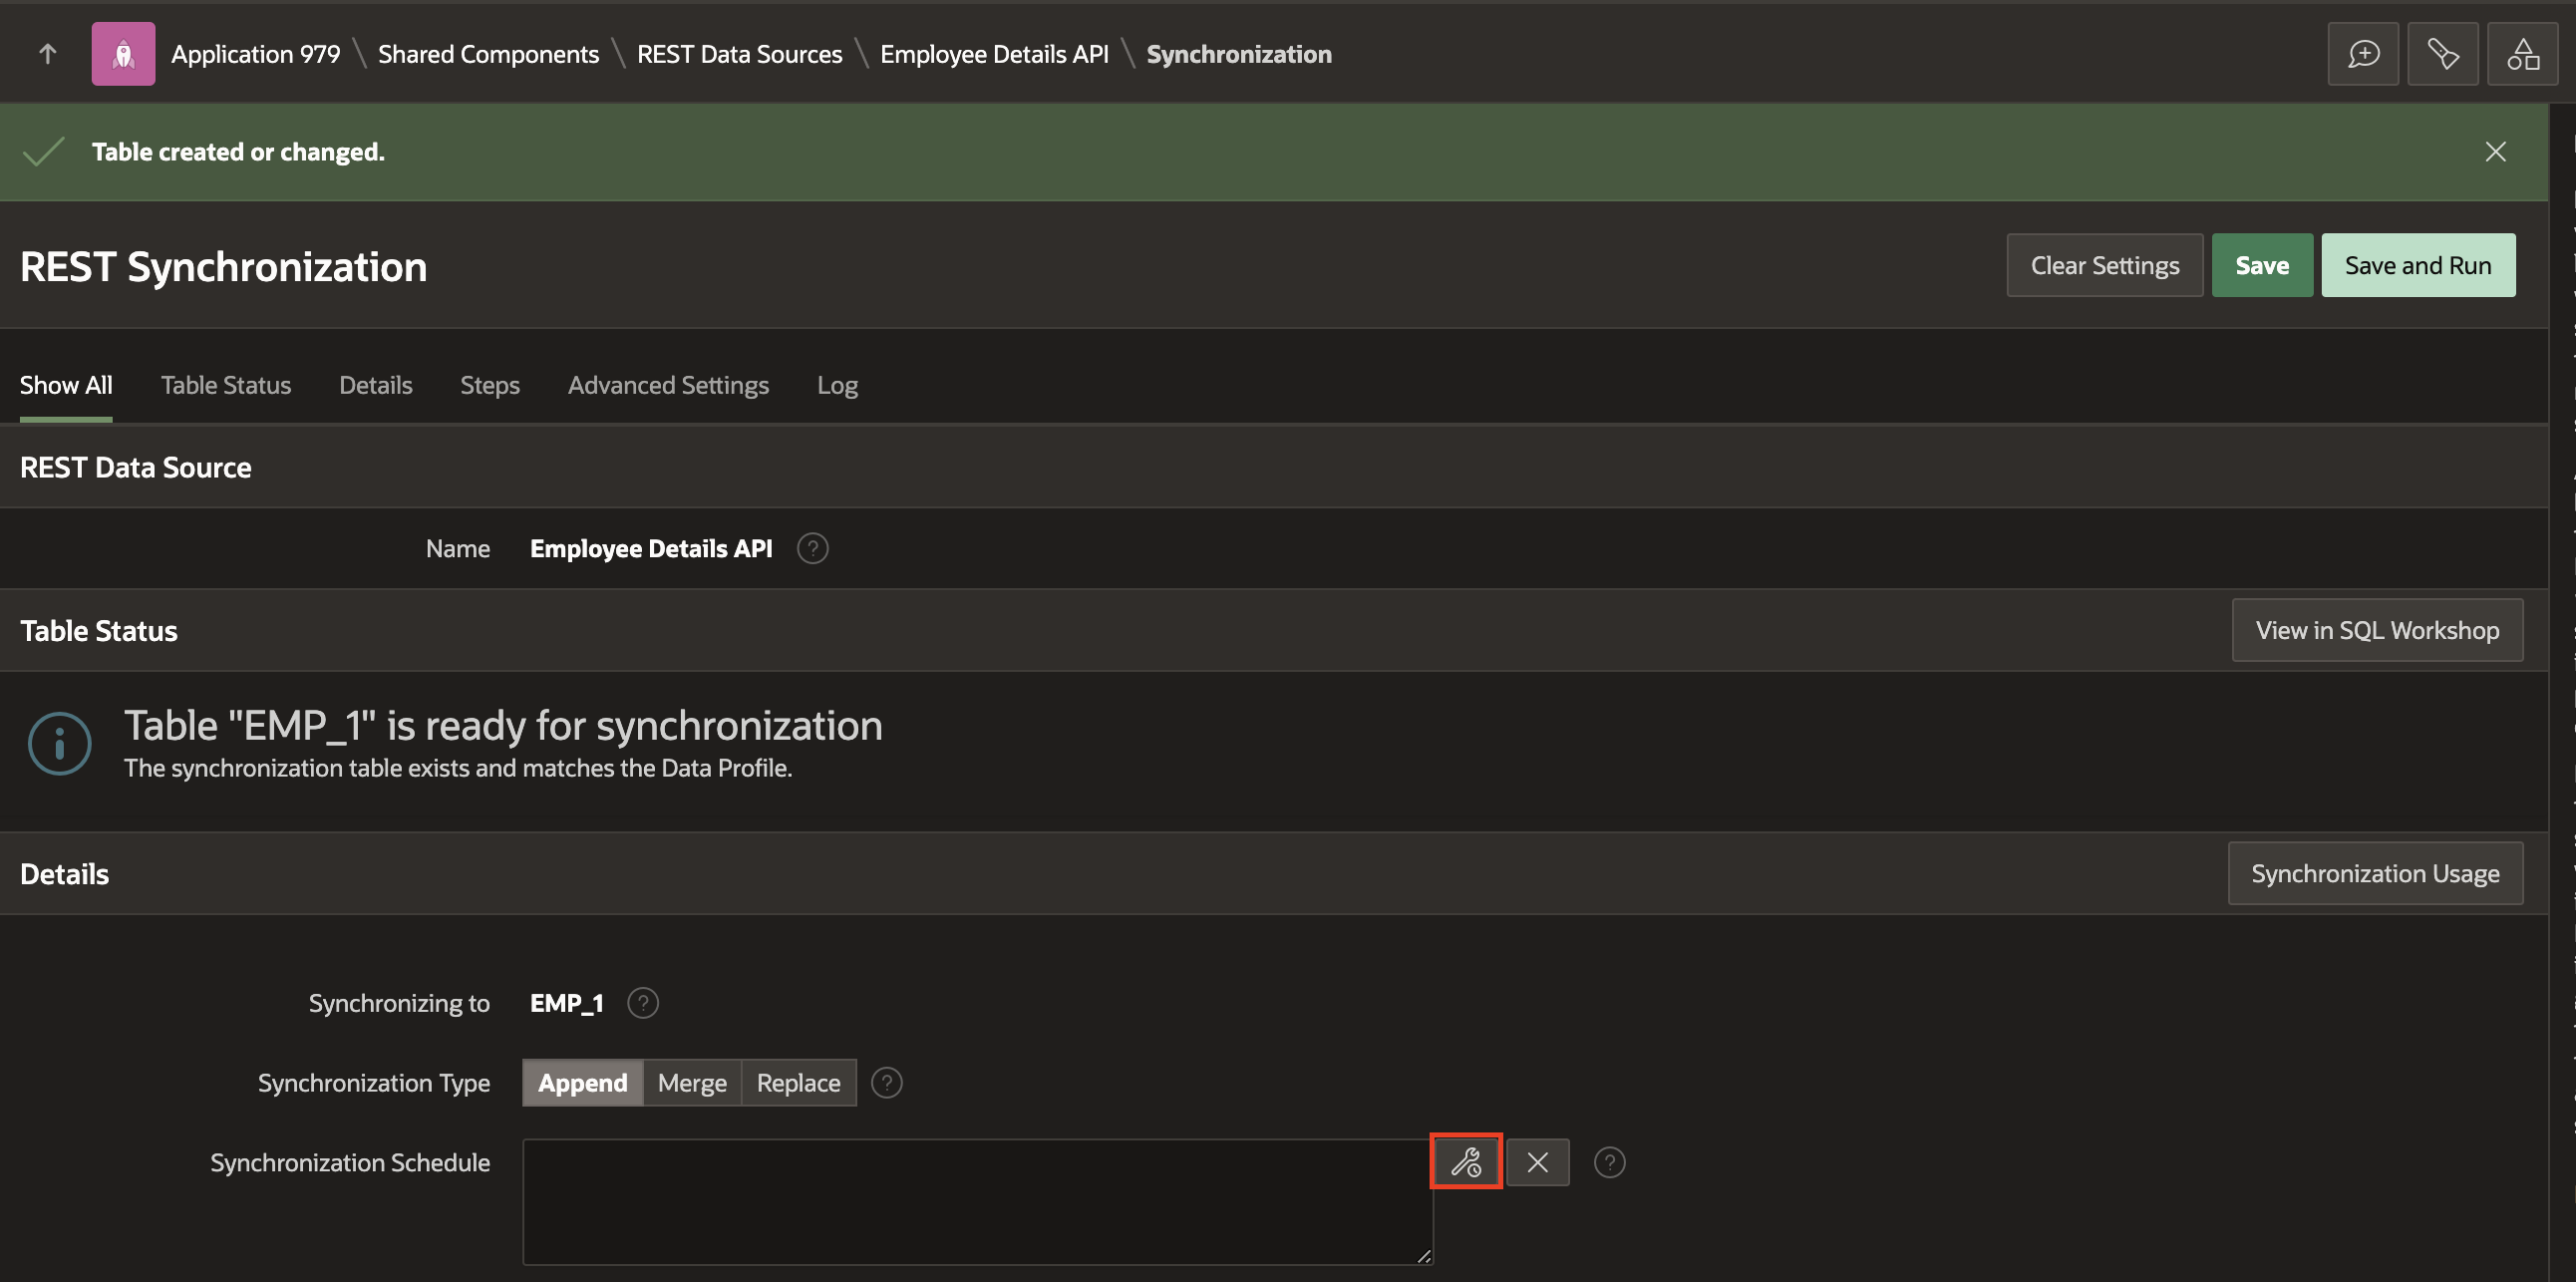 Application 979 \ Shared Components \ REST Data Sources \ Employee Details API \ Synchronization
Table created or changed.
REST Synchronization
Clear Settings
Save
Save and Run
Show All
Table Status
Details
Steps
Advanced Settings
Log
REST Data Source
Name
Employee Details API
Table Status
View in SQL Workshop
Table "EMP_1" is ready for synchronization
The synchronization table exists and matches the Data Profile.
Details
Synchronization Usage
Synchronizing to
EMP_1
Synchronization Type
Append
Merge
Replace
Synchronization Schedule